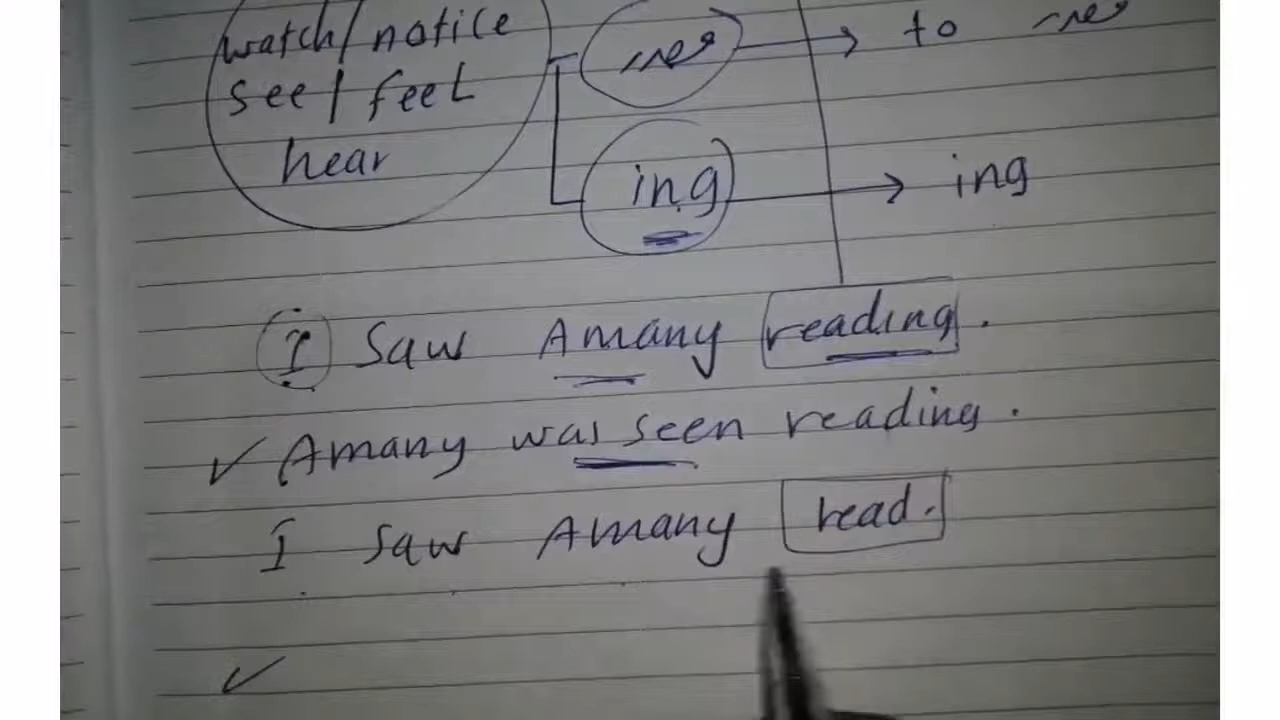 watch/ notice مصدر → to مصدر
see / feel
hear ing → ing
I saw Amany reading.
✓ Amany was seen reading.
I saw Amany read.
✓